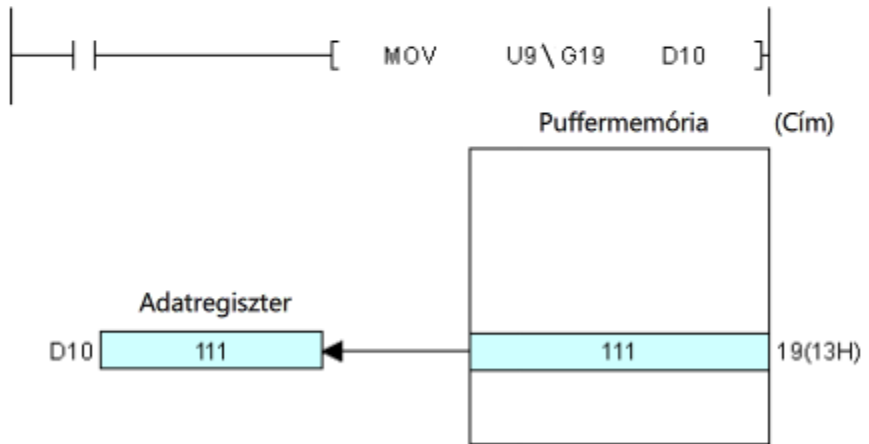 MOV U9\G19 D10
Puffermemória (Cím)
Adatregiszter
D10 111 111 19(13H)